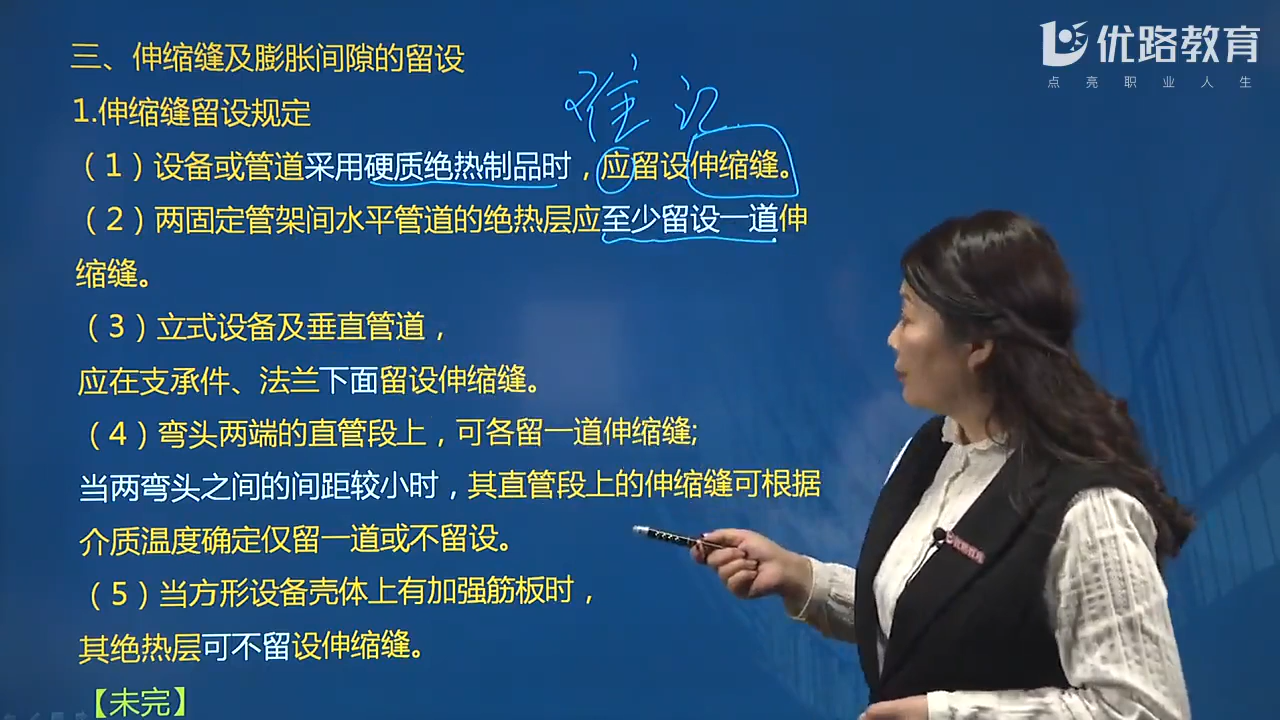 优路教育
点亮职业人生
三、伸缩缝及膨胀间隙的留设
难记
1.伸缩缝留设规定
（1）设备或管道采用硬质绝热制品时，应留设伸缩缝。
（2）两固定管架间水平管道的绝热层应至少留设一道伸
缩缝。
（3）立式设备及垂直管道，
应在支承件、法兰下面留设伸缩缝。
（4）弯头两端的直管段上，可各留一道伸缩缝;
当两弯头之间的间距较小时，其直管段上的伸缩缝可根据
介质温度确定仅留一道或不留设。
（5）当方形设备壳体上有加强筋板时，
其绝热层可不留设伸缩缝。
【未完】